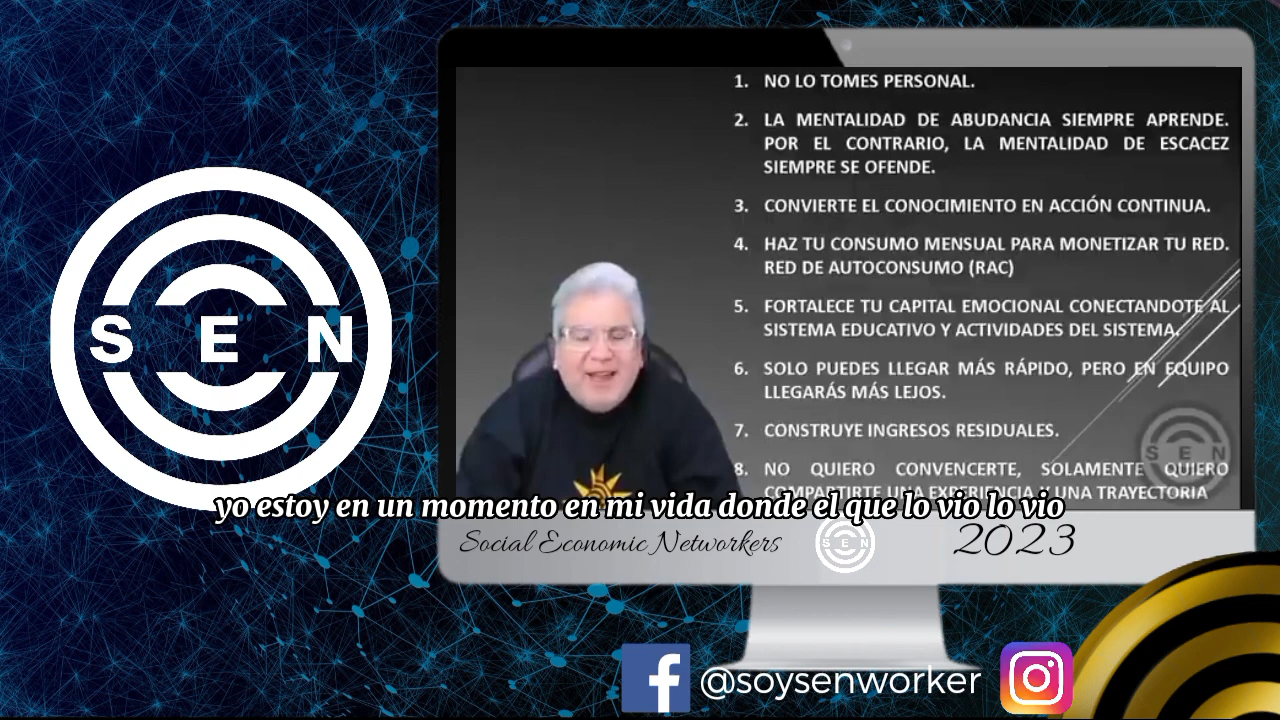 S E N
1. NO LO TOMES PERSONAL.
2. LA MENTALIDAD DE ABUDANCIA SIEMPRE APRENDE.
POR EL CONTRARIO, LA MENTALIDAD DE ESCACEZ
SIEMPRE SE OFENDE.
3. CONVIERTE EL CONOCIMIENTO EN ACCIÓN CONTINUA.
4. HAZ TU CONSUMO MENSUAL PARA MONETIZAR TU RED.
RED DE AUTOCONSUMO (RAC)
5. FORTALECE TU CAPITAL EMOCIONAL CONECTANDOTE AL
SISTEMA EDUCATIVO Y ACTIVIDADES DEL SISTEMA.
6. SOLO PUEDES LLEGAR MÁS RÁPIDO, PERO EN EQUIPO
LLEGARÁS MÁS LEJOS.
7. CONSTRUYE INGRESOS RESIDUALES.
8. NO QUIERO CONVENCERTE, SOLAMENTE QUIERO
COMPARTIRTE UNA EXPERIENCIA Y UNA TRAYECTORIA
SEN
yo estoy en un momento en mi vida donde el que lo vio lo vio
Social Economic Networkers
SEN
2023
@soysenworker